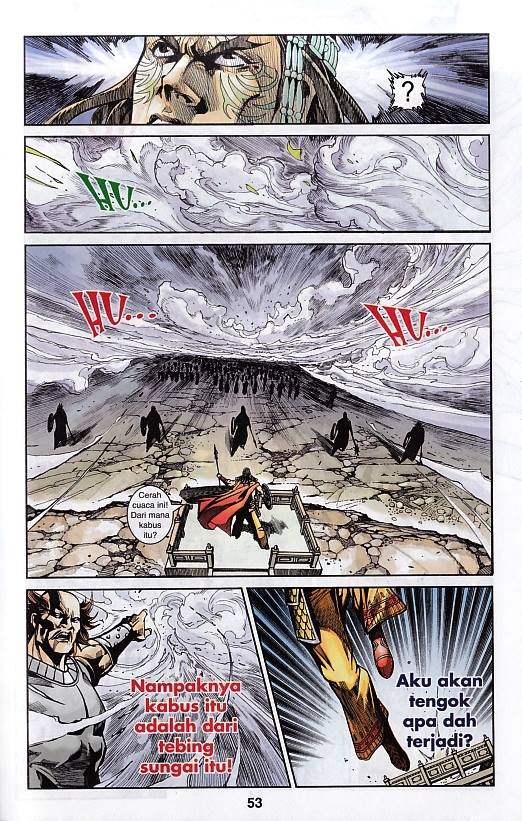 ?
HU...
HU...
HU...
Cerah
cuaca ini!
Dari mana
kabus
itu?
Nampaknya
kabus itu
adalah dari
tebing
sungai itu!
Aku akan
tengok
apa dah
terjadi?
53